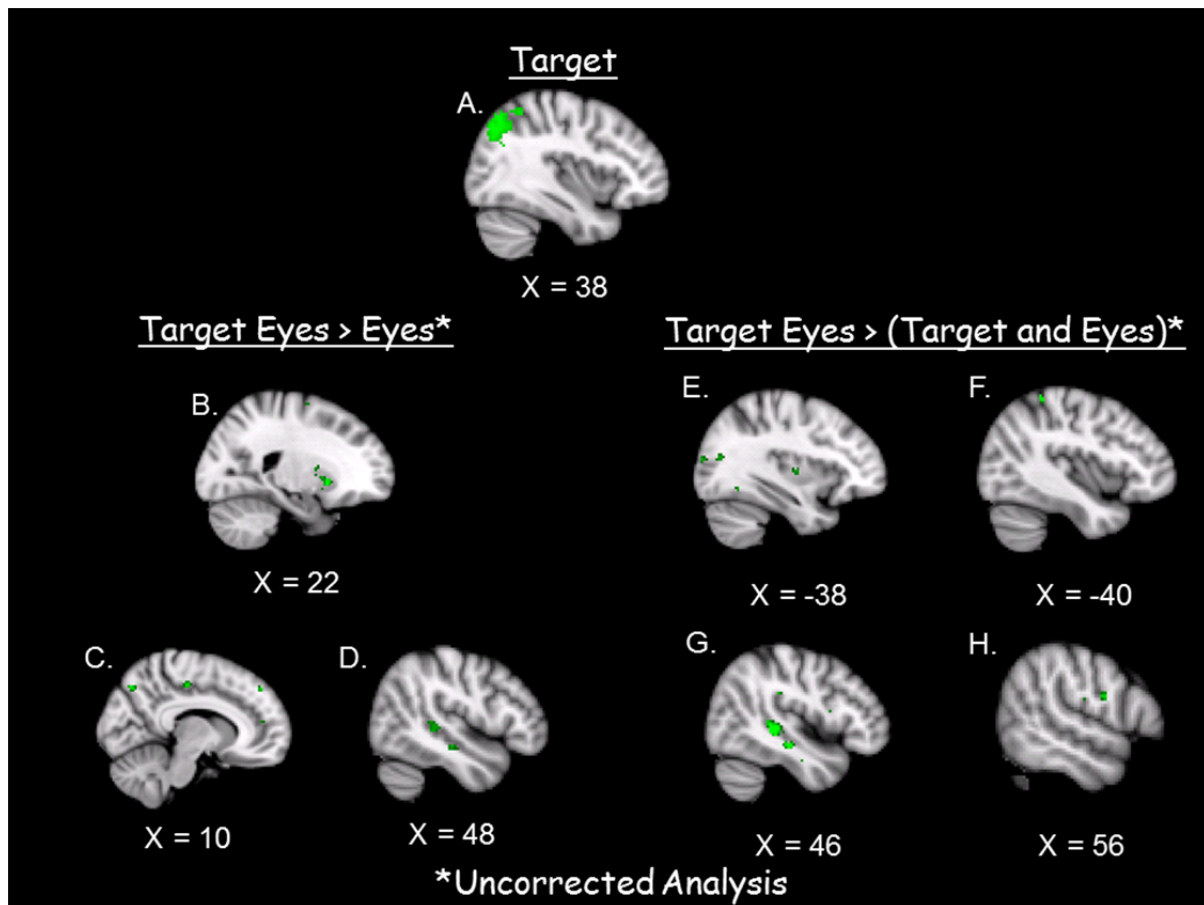 Target
A.
X = 38
Target Eyes > Eyes*
Target Eyes > (Target and Eyes)*
B.
E.
F.
X = 22
X = -38
X = -40
C.
D.
G.
H.
X = 10
X = 48
X = 46
X = 56
*Uncorrected Analysis